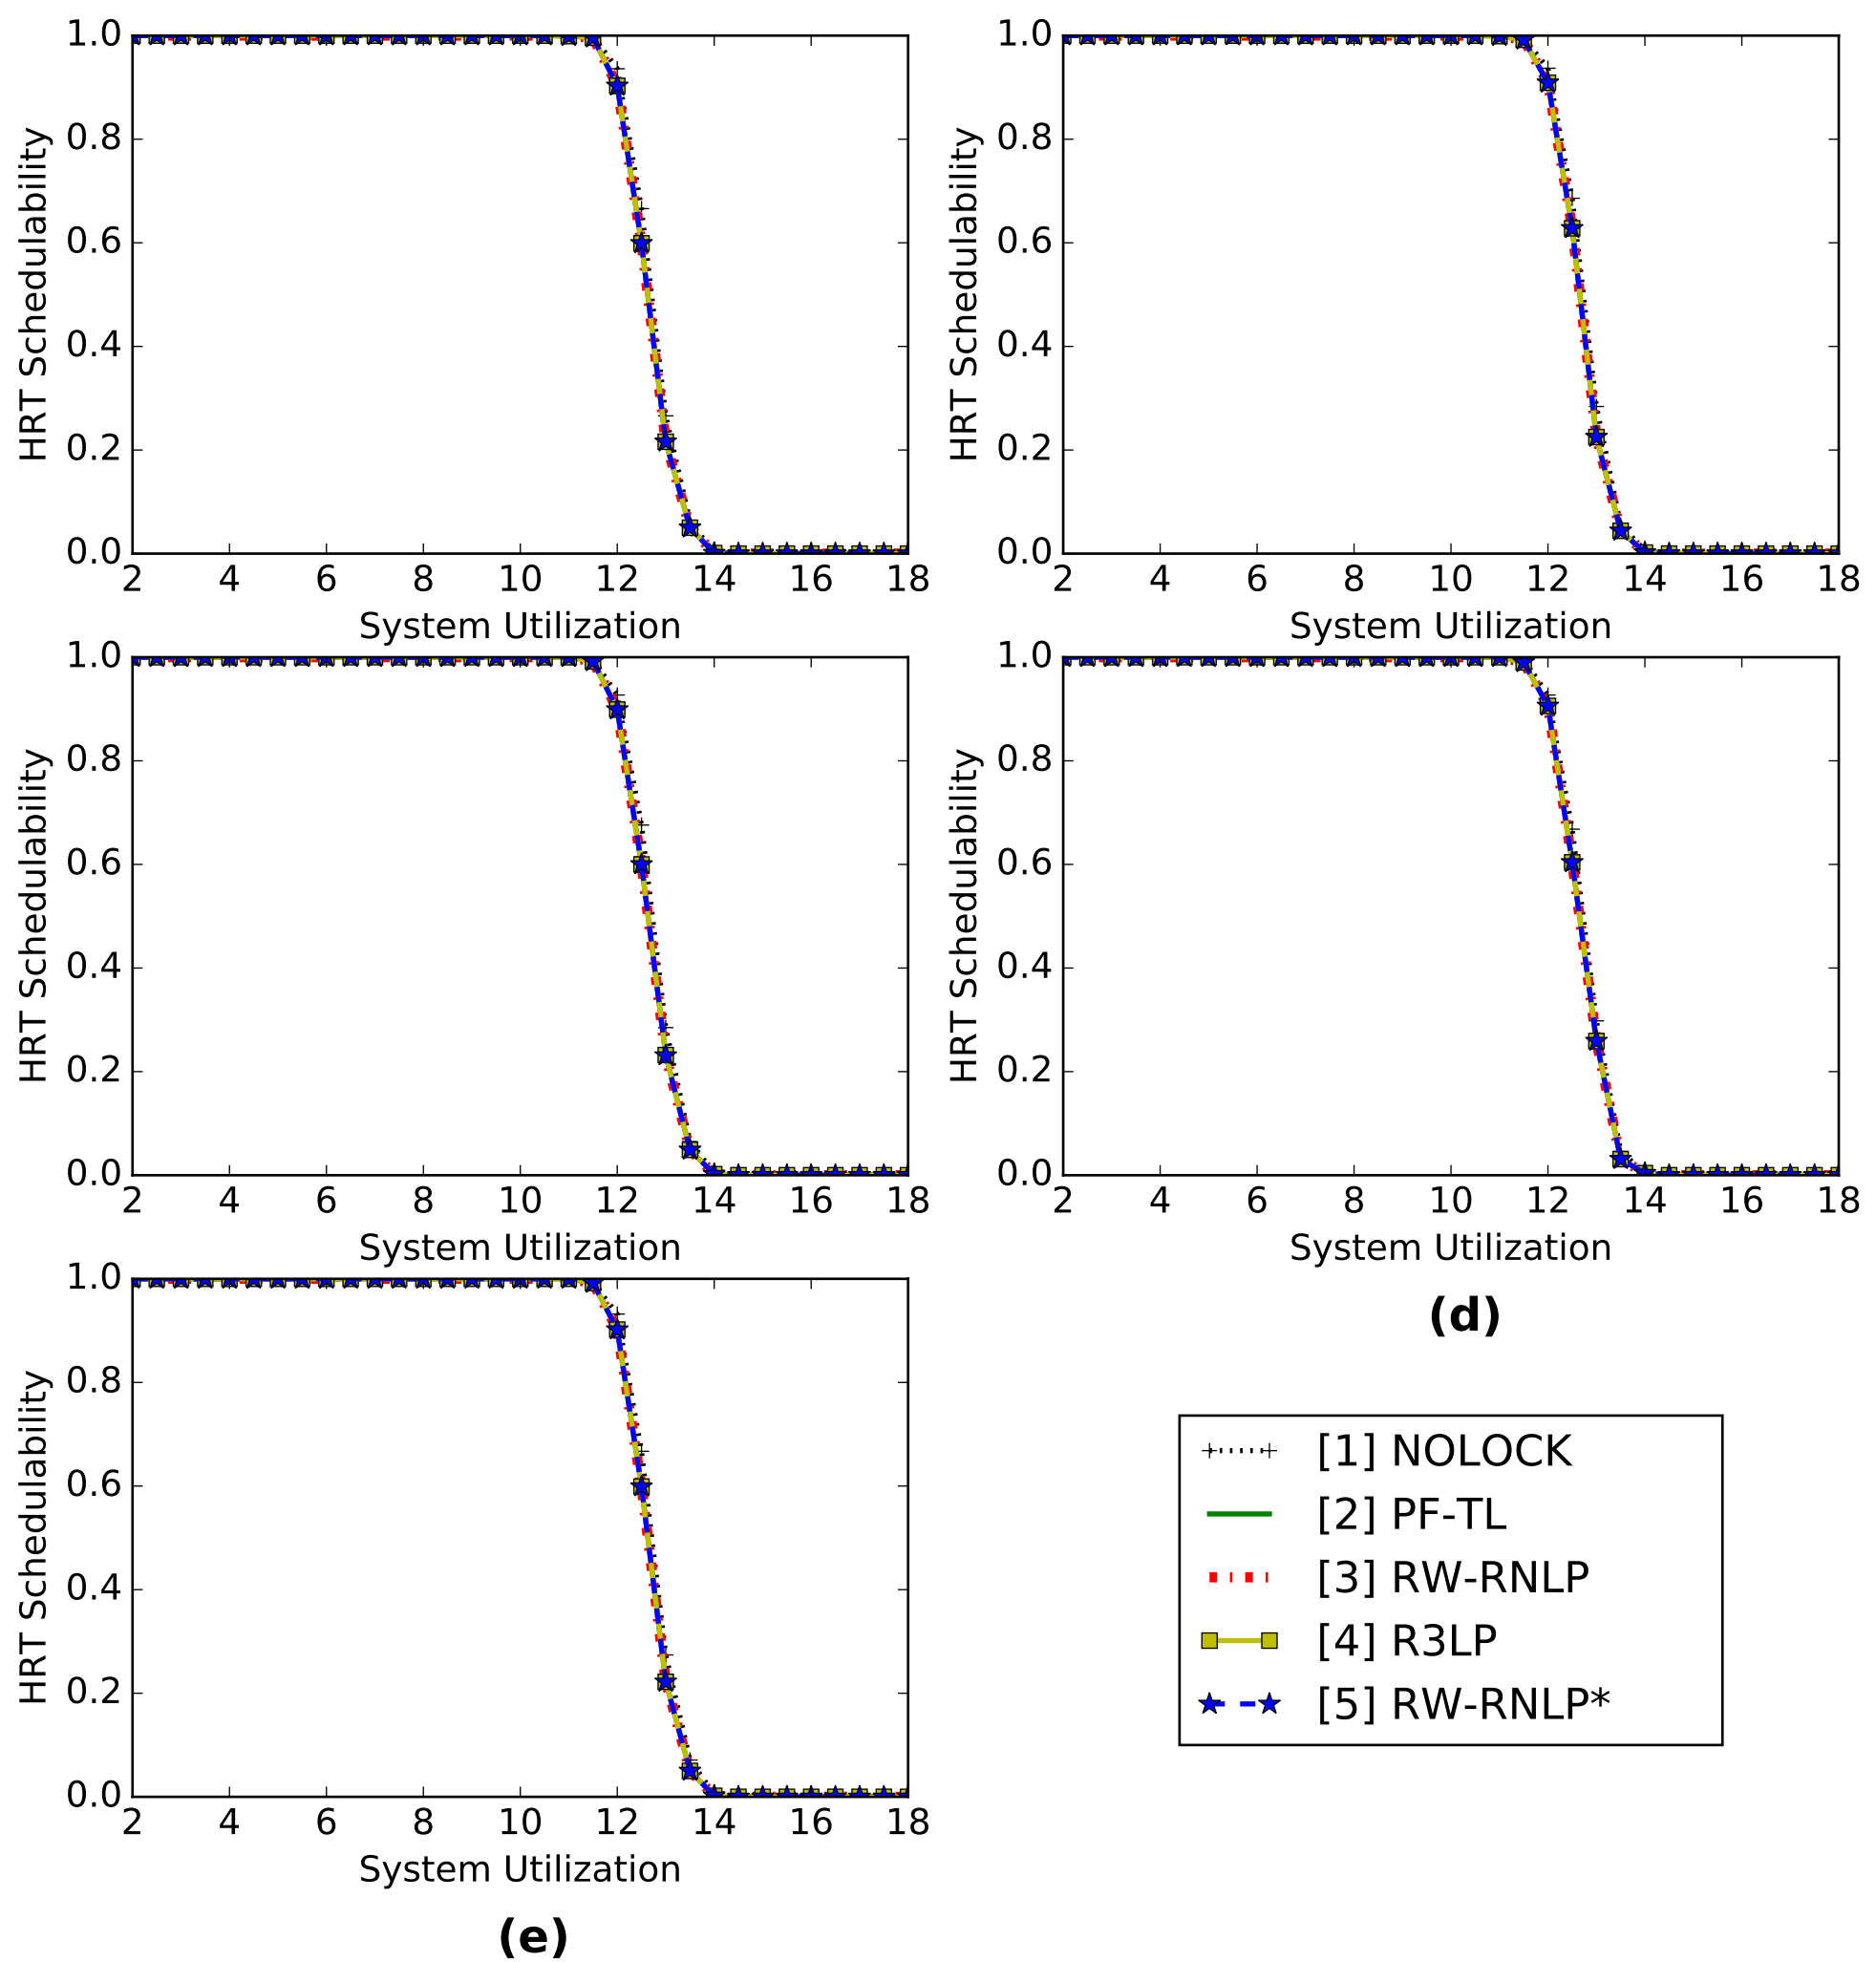 1.0
0.8
0.6
0.4
0.2
0.0
HRT Schedulability
2 4 6 8 10 12 14 16 18
System Utilization
1.0
0.8
0.6
0.4
0.2
0.0
HRT Schedulability
2 4 6 8 10 12 14 16 18
System Utilization
1.0
0.8
0.6
0.4
0.2
0.0
HRT Schedulability
2 4 6 8 10 12 14 16 18
System Utilization
1.0
0.8
0.6
0.4
0.2
0.0
HRT Schedulability
2 4 6 8 10 12 14 16 18
System Utilization
(d)
1.0
0.8
0.6
0.4
0.2
0.0
HRT Schedulability
2 4 6 8 10 12 14 16 18
System Utilization
(e)
[1] NOLOCK
[2] PF-TL
[3] RW-RNLP
[4] R3LP
[5] RW-RNLP*